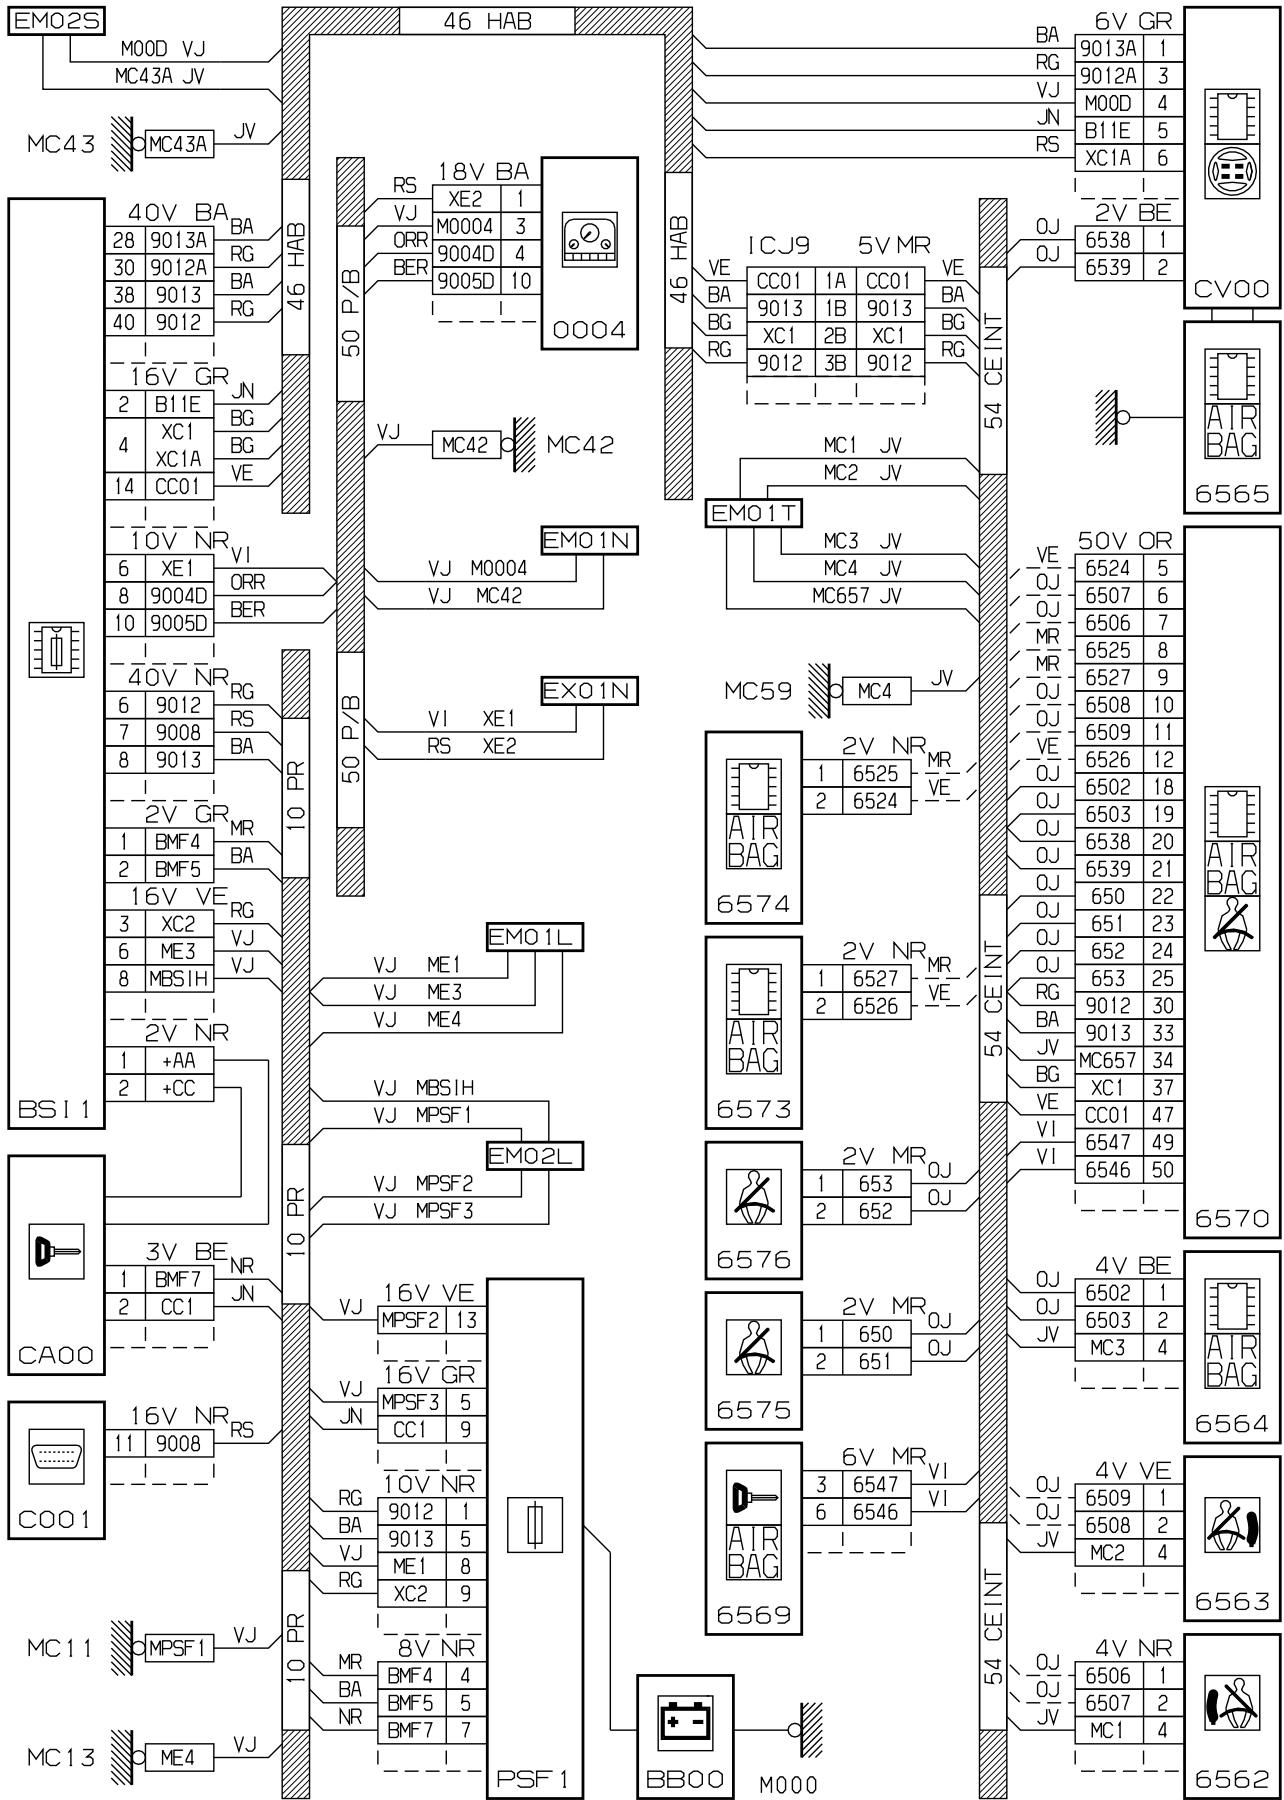 EM02S
M00D VJ
MC43A JV
MC43
MC43A
JV
46 HAB
46 HAB
46 HAB
BSI1
40V BA
28 9013A BA
30 9012A RG
38 9013 BA
40 9012 RG
16V GR
2 B11E JN
4 XC1 BG
XC1A BG
14 CC01 VE
10V NR
6 XE1 VI
8 9004D ORR
10 9005D BER
40V NR
6 9012 RG
7 9008 RS
8 9013 BA
2V GR
1 BMF4 MR
2 BMF5 BA
16V VE
3 XC2 RG
6 ME3 VJ
8 MBSIH VJ
2V NR
1 +AA
2 +CC
CA00
3V BE
1 BMF7 NR
2 CC1 JN
C001
16V NR
11 9008 RS
MC11
MPSF1
VJ
MC13
ME4
VJ
10 PR
10 PR
10 PR
50 P/B
50 P/B
18V BA
RS XE2 1
VJ M0004 3
ORR 9004D 4
BER 9005D 10
0004
VJ
MC42
MC42
EM01N
VJ M0004
VJ MC42
EX01N
VI XE1
RS XE2
EM01L
VJ ME1
VJ ME3
VJ ME4
VJ MBSIH
VJ MPSF1
EM02L
VJ MPSF2
VJ MPSF3
PSF1
16V VE
VJ MPSF2 13
16V GR
VJ MPSF3 5
JN CC1 9
10V NR
RG 9012 1
BA 9013 5
VJ ME1 8
RG XC2 9
8V NR
MR BMF4 4
BA BMF5 5
NR BMF7 7
BB00
M000
ICJ9 5V MR
VE CC01 1A CC01 VE
BA 9013 1B 9013 BA
BG XC1 2B XC1 BG
RG 9012 3B 9012 RG
EM01T
MC1 JV
MC2 JV
MC3 JV
MC4 JV
MC657 JV
MC59
MC4
JV
6574
AIR
BAG
2V NR
1 6525 MR
2 6524 VE
6573
AIR
BAG
2V NR
1 6527 MR
2 6526 VE
6576
2V MR
1 653 OJ
2 652 OJ
6575
2V MR
1 650 OJ
2 651 OJ
6569
AIR
BAG
6V MR
3 6547 VI
6 6546 VI
54 CEINT
54 CEINT
54 CEINT
CV00
6V GR
BA 9013A 1
RG 9012A 3
VJ M00D 4
JN B11E 5
RS XC1A 6
2V BE
OJ 6538 1
OJ 6539 2
AIR
BAG
6565
50V OR
VE 6524 5
OJ 6507 6
OJ 6506 7
MR 6525 8
MR 6527 9
OJ 6508 10
OJ 6509 11
VE 6526 12
OJ 6502 18
OJ 6503 19
OJ 6538 20
OJ 6539 21
OJ 650 22
OJ 651 23
OJ 652 24
OJ 653 25
RG 9012 30
BA 9013 33
JV MC657 34
BG XC1 37
VE CC01 47
VI 6547 49
VI 6546 50
AIR
BAG
6570
4V BE
OJ 6502 1
OJ 6503 2
JV MC3 4
AIR
BAG
6564
4V VE
OJ 6509 1
OJ 6508 2
JV MC2 4
6563
4V NR
OJ 6506 1
OJ 6507 2
JV MC1 4
6562